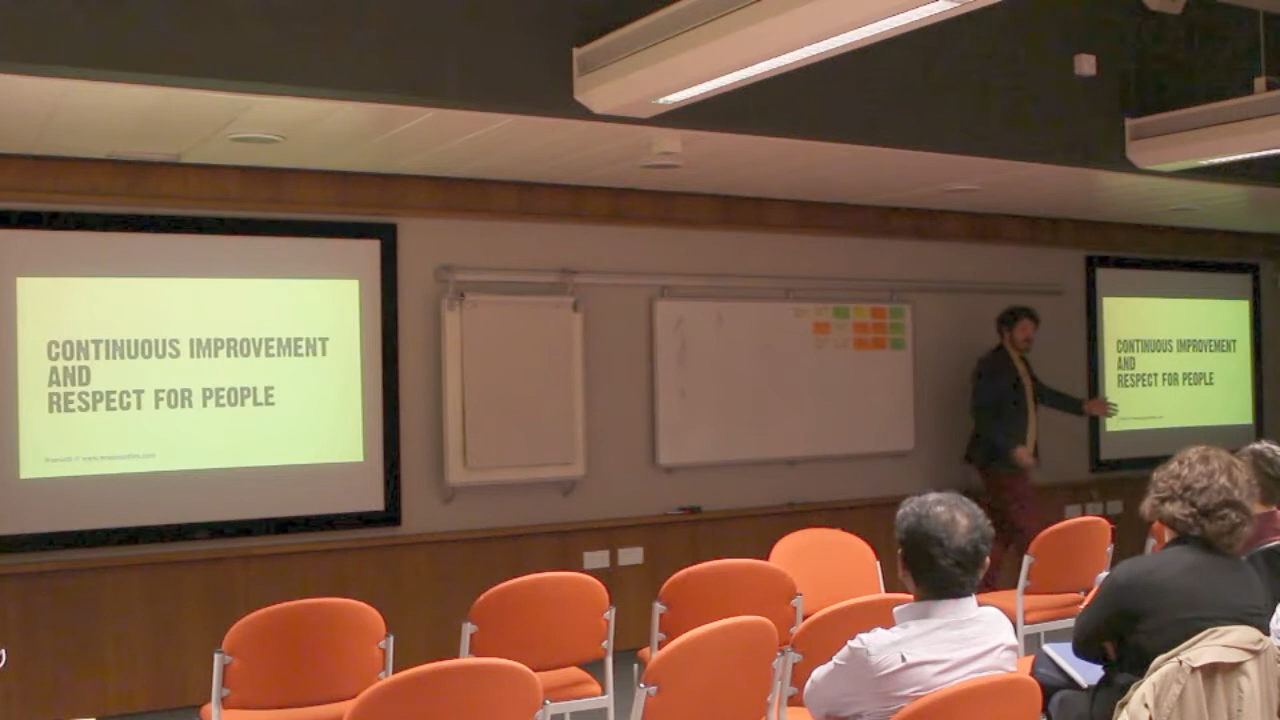 CONTINUOUS IMPROVEMENT
AND
RESPECT FOR PEOPLE
CONTINUOUS IMPROVEMENT
AND
RESPECT FOR PEOPLE